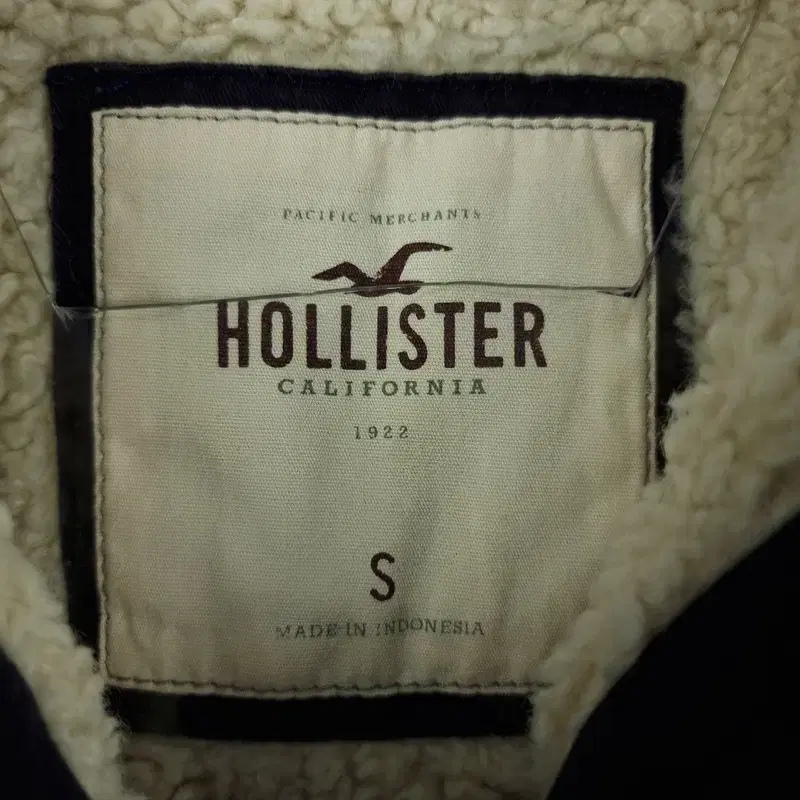 PACIFIC MERCHANTS
HOLLISTER
CALIFORNIA
1922
S
MADE IN INDONESIA